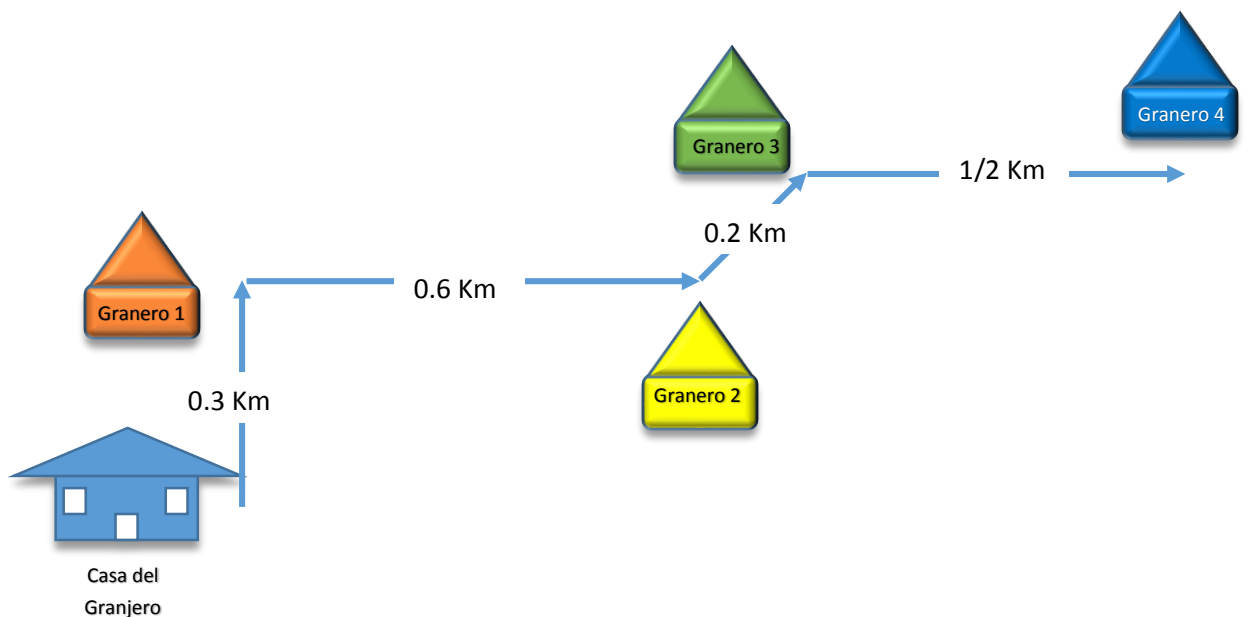 Granero 4
Granero 3
1/2 Km
0.2 Km
Granero 1
0.6 Km
Granero 2
0.3 Km
Casa del
Granjero